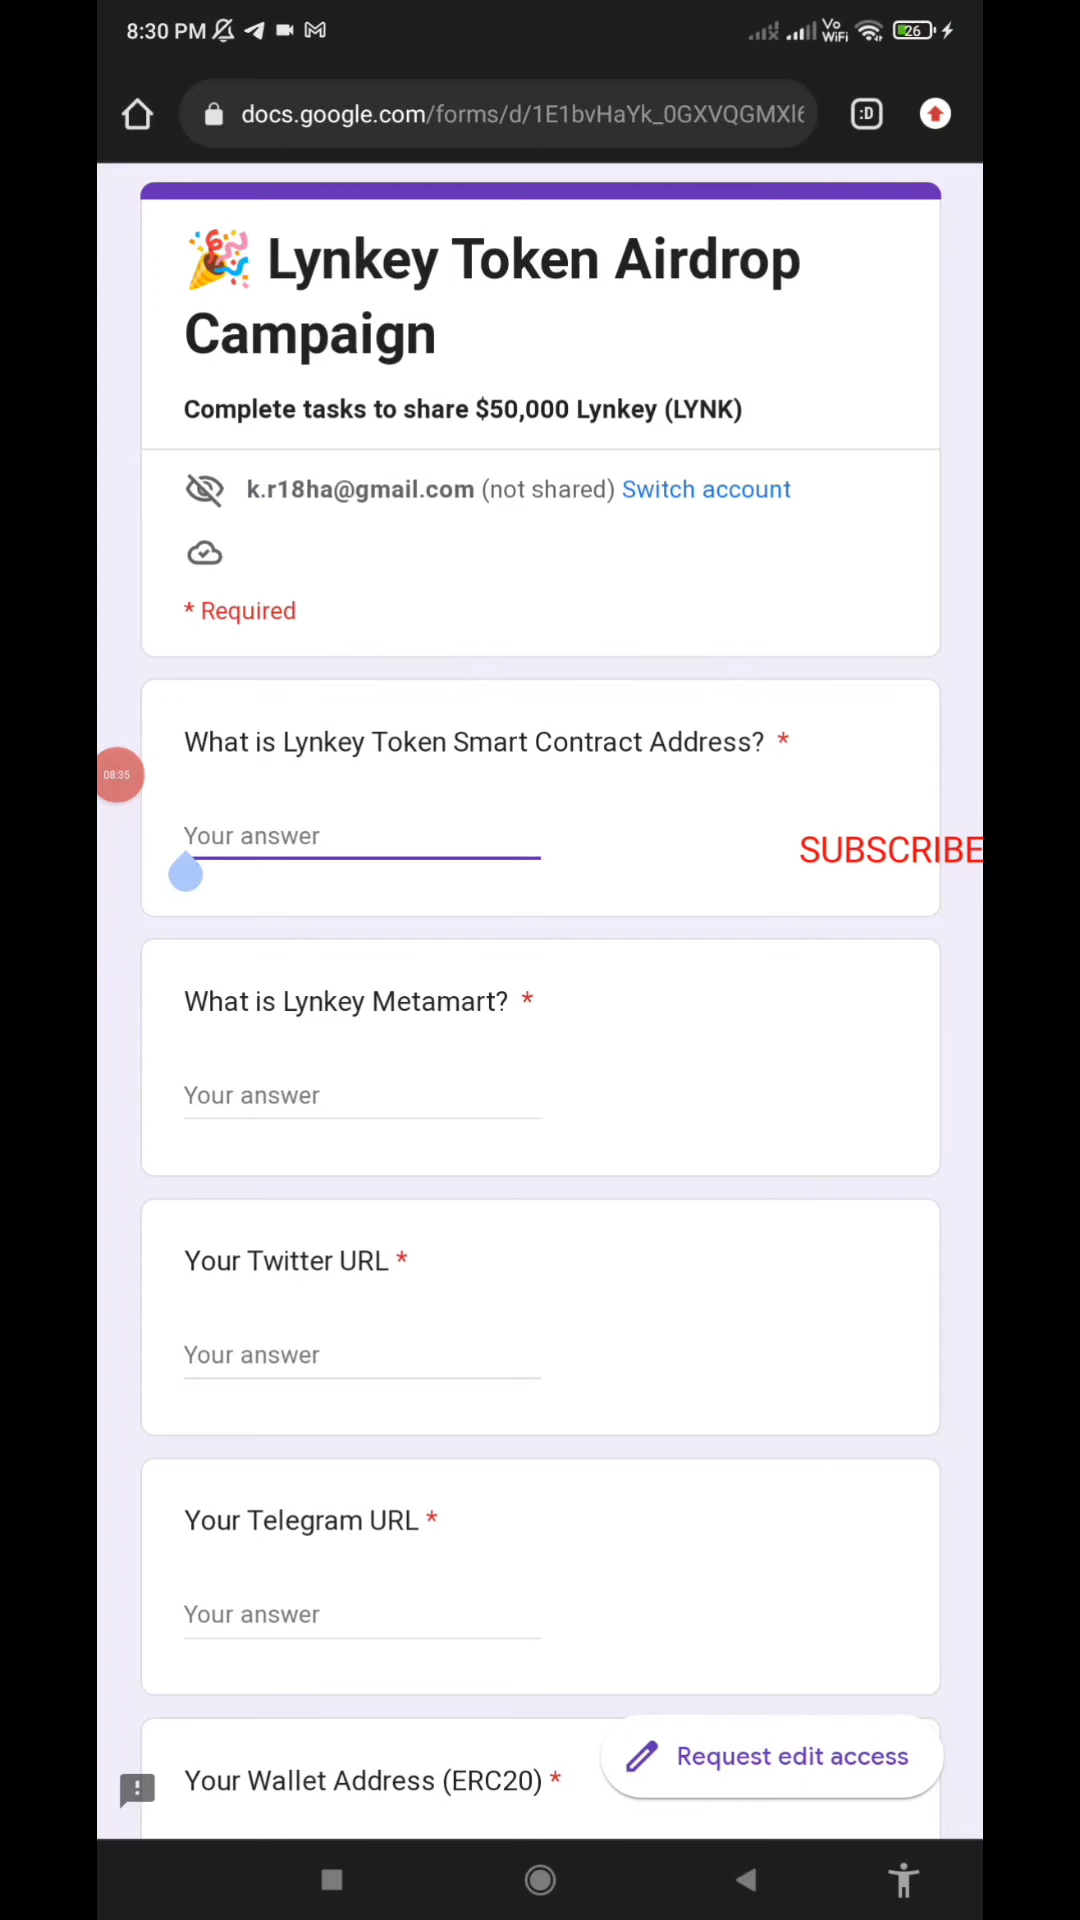 8:30 PM
Vo
WiFi
26
docs.google.com/forms/d/1E1bvHaYk_0GXVQGMXl6
:D
🎉 Lynkey Token Airdrop
Campaign
Complete tasks to share $50,000 Lynkey (LYNK)
k.r18ha@gmail.com (not shared) Switch account
* Required
What is Lynkey Token Smart Contract Address? *
08:35
Your answer
SUBSCRIBE
What is Lynkey Metamart? *
Your answer
Your Twitter URL *
Your answer
Your Telegram URL *
Your answer
Request edit access
Your Wallet Address (ERC20) *